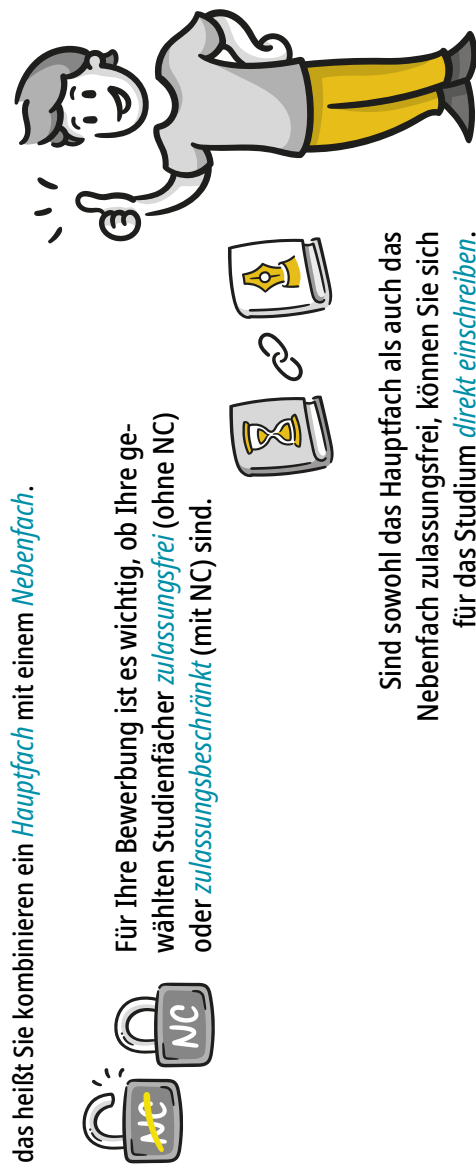 das heißt Sie kombinieren ein Hauptfach mit einem Nebenfach.
NC
NC
Für Ihre Bewerbung ist es wichtig, ob Ihre ge-
wählten Studienfächer zulassungsfrei (ohne NC)
oder zulassungsbeschränkt (mit NC) sind.
Sind sowohl das Hauptfach als auch das
Nebenfach zulassungsfrei, können Sie sich
für das Studium direkt einschreiben.